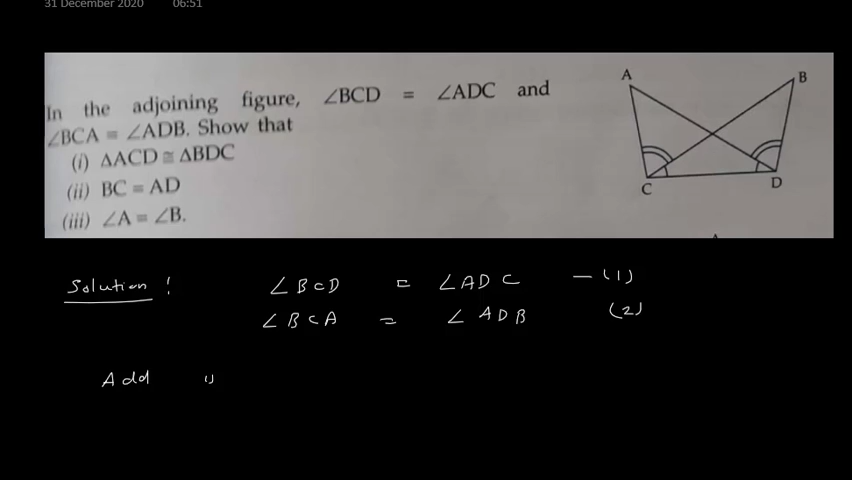 31 December 2020 06:51
In the adjoining figure, ∠BCD = ∠ADC and
∠BCA = ∠ADB. Show that
(i) ΔACD ≅ ΔBDC
(ii) BC = AD
(iii) ∠A = ∠B.
A
B
C
D
Solution :
∠BCD = ∠ADC — (1)
∠BCA = ∠ADB (2)
Add